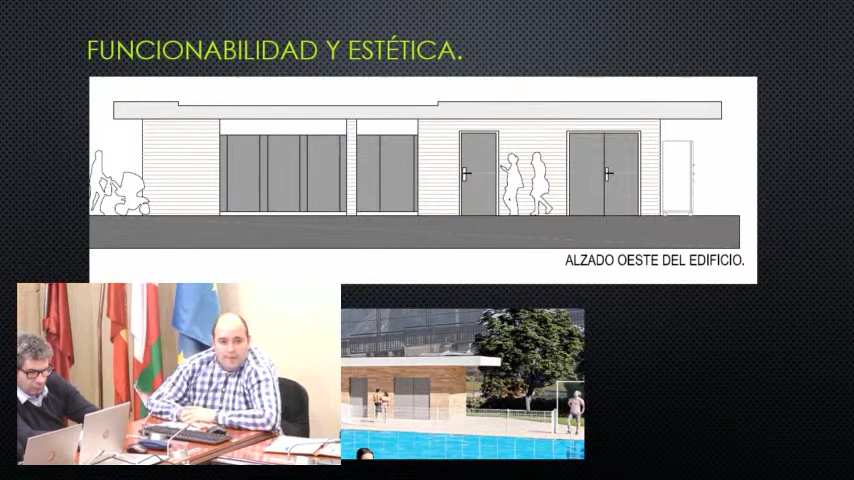 FUNCIONABILIDAD Y ESTÉTICA.
ALZADO OESTE DEL EDIFICIO.